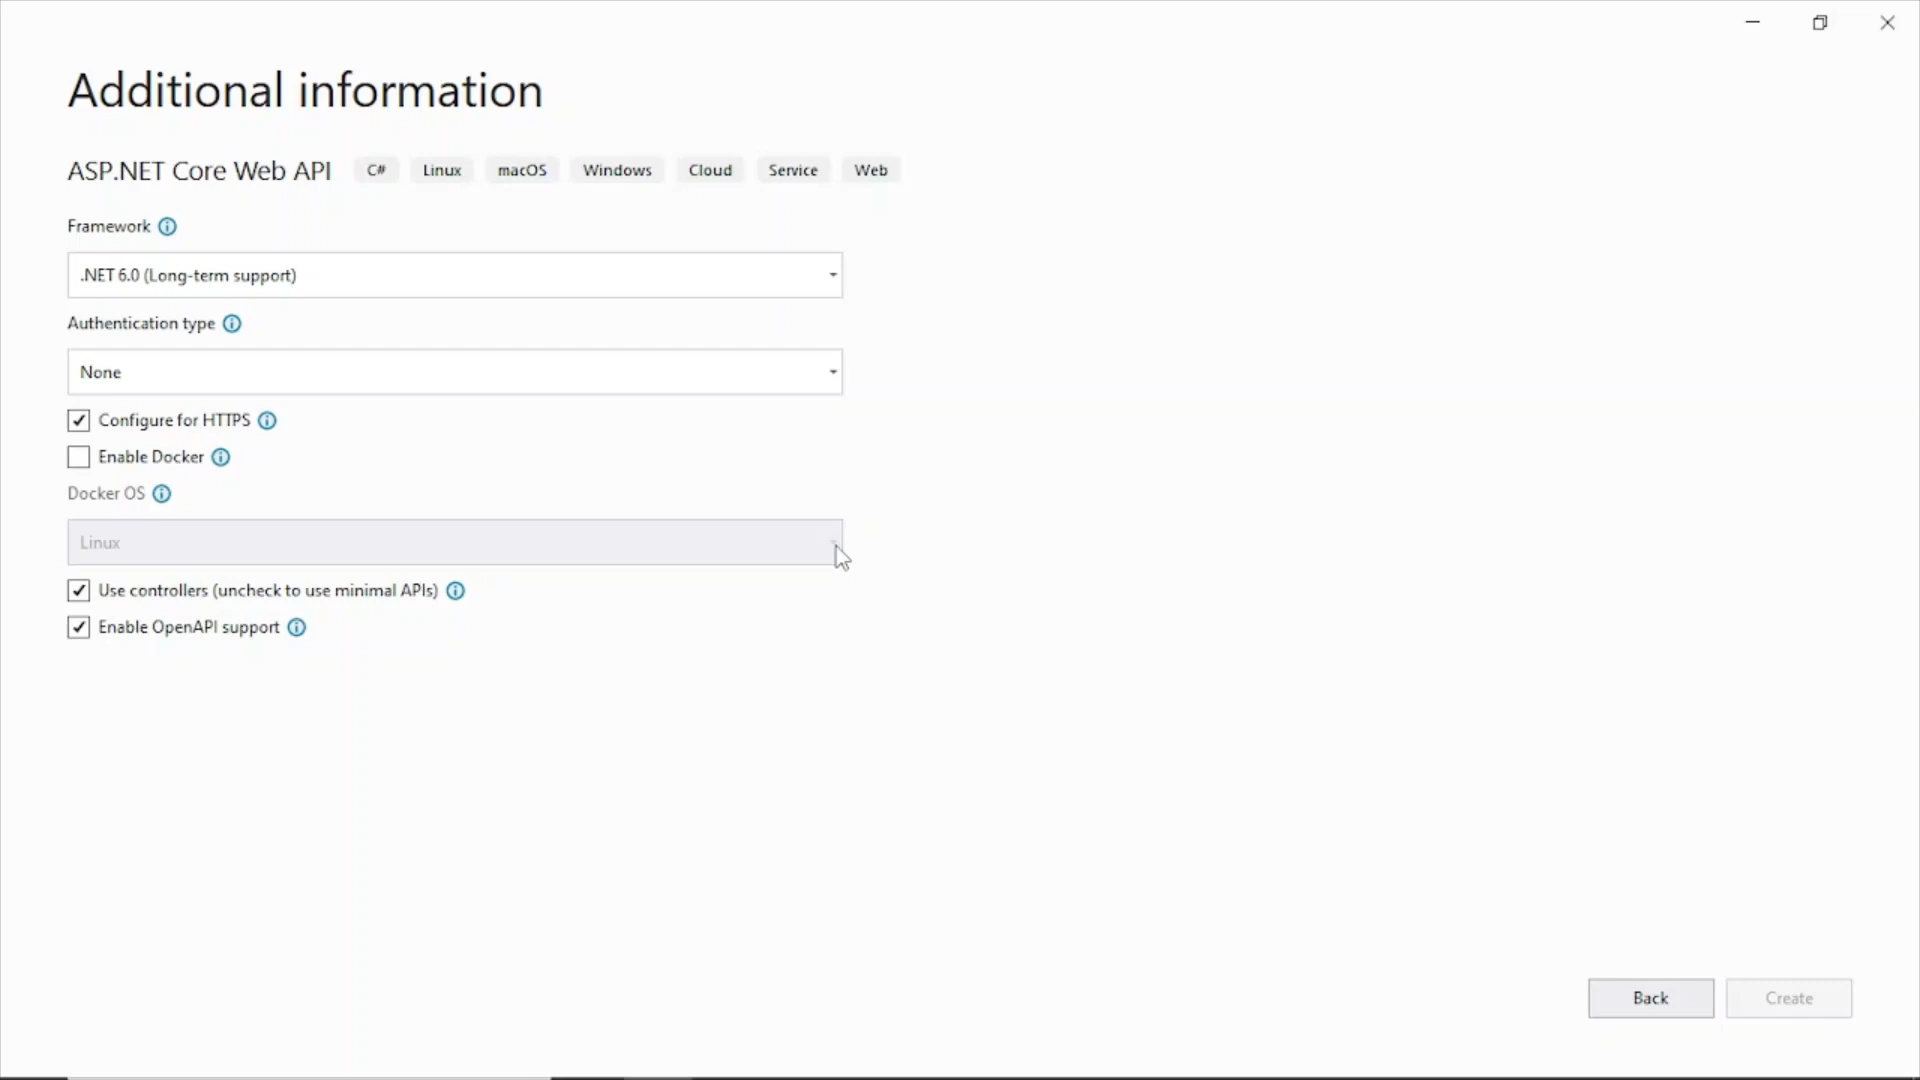 Additional information
ASP.NET Core Web API C# Linux macOS Windows Cloud Service Web
Framework
.NET 6.0 (Long-term support)
Authentication type
None
Configure for HTTPS
Enable Docker
Docker OS
Linux
Use controllers (uncheck to use minimal APIs)
Enable OpenAPI support
Back Create